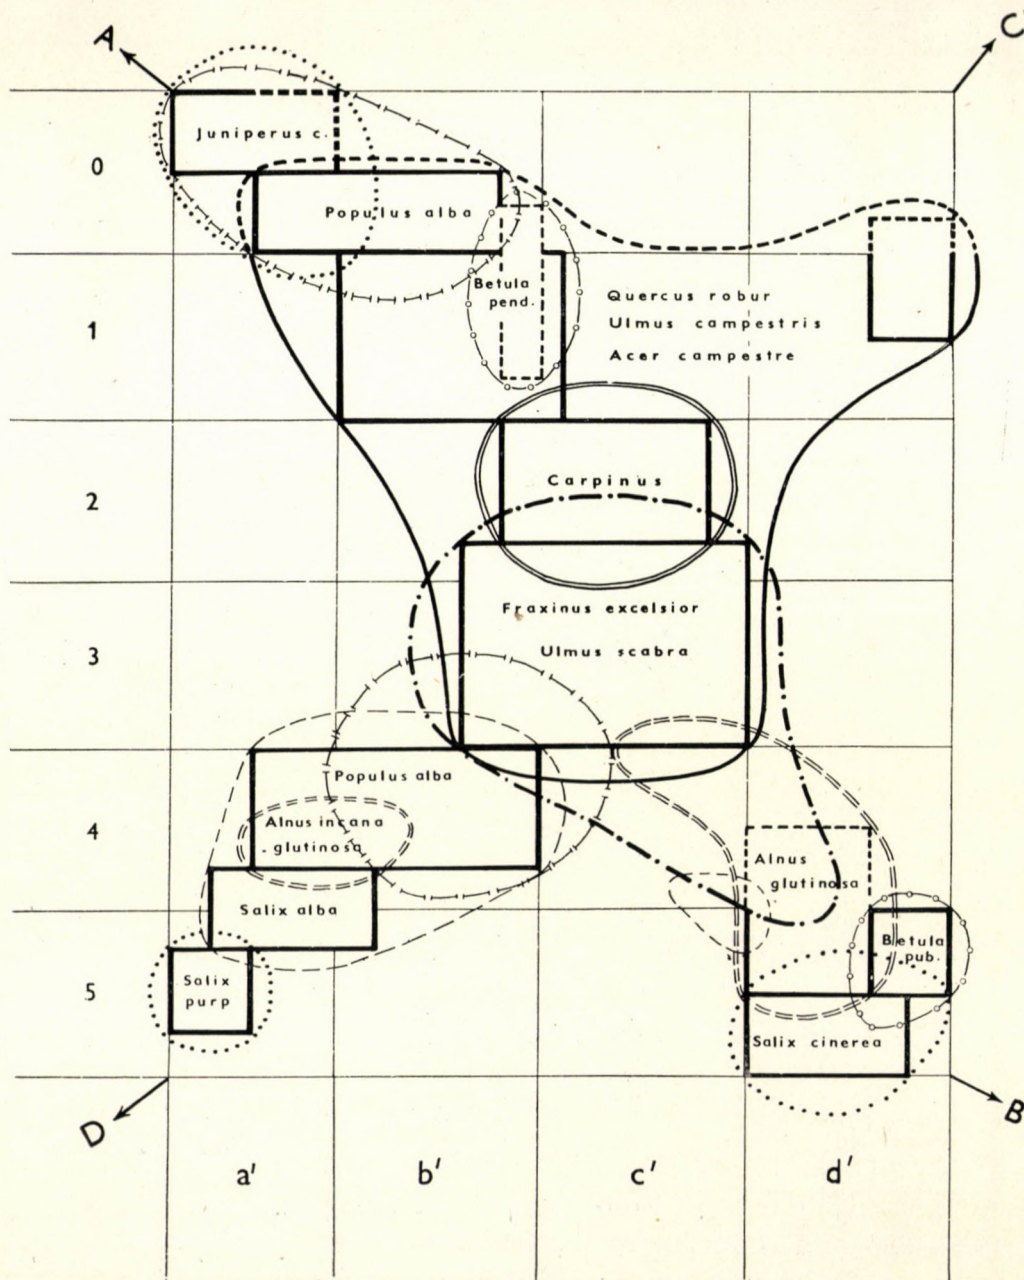 A
C
0
Juniperus c.
Populus alba
1
Betula
pend.
Quercus robur
Ulmus campestris
Acer campestre
2
Carpinus
Fraxinus excelsior
3
Ulmus scabra
Populus alba
4
Alnus incana
. glutinosa
Alnus
glutinosa
Salix alba
Betula
pub.
5
Salix
purp
Salix cinerea
D
B
a'
b'
c'
d'